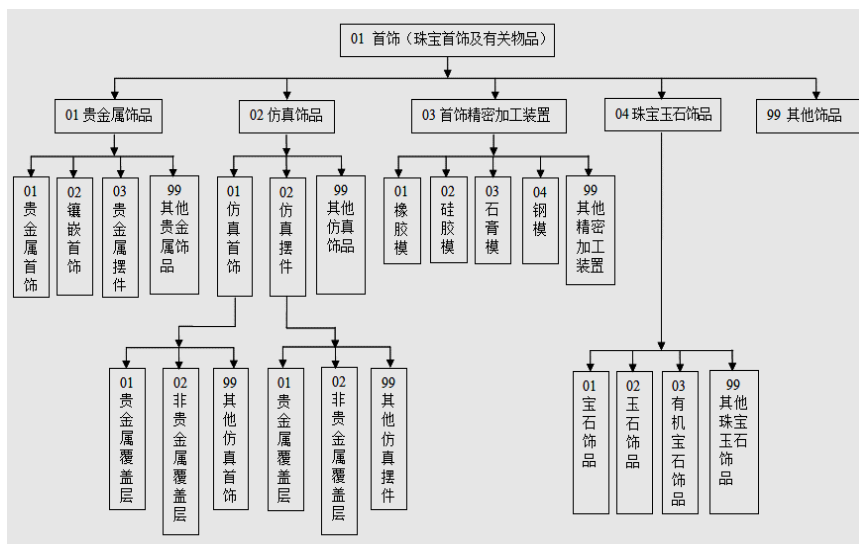 01 首饰（珠宝首饰及有关物品）
01 贵金属饰品
02 仿真饰品
03 首饰精密加工装置
04 珠宝玉石饰品
99 其他饰品
01 贵金属首饰
02 镶嵌首饰
03 贵金属摆件
99 其他贵金属饰品
01 仿真首饰
02 仿真摆件
99 其他仿真饰品
01 橡胶模
02 硅胶模
03 石膏模
04 钢模
99 其他精密加工装置
01 贵金属覆盖层
02 非贵金属覆盖层
99 其他仿真首饰
01 贵金属覆盖层
02 非贵金属覆盖层
99 其他仿真摆件
01 宝石饰品
02 玉石饰品
03 有机宝石饰品
99 其他珠宝玉石饰品